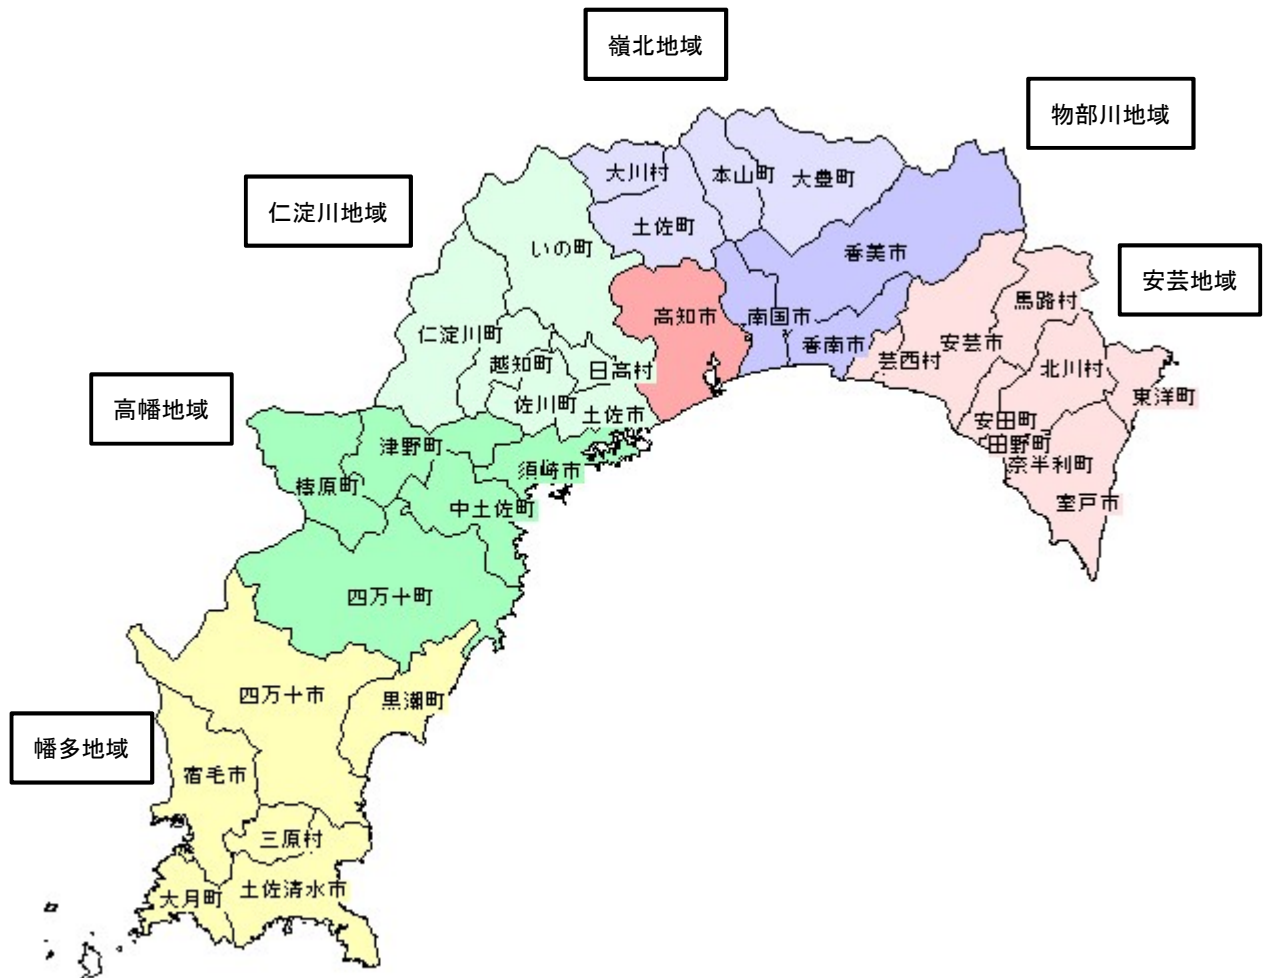 嶺北地域
物部川地域
仁淀川地域
安芸地域
高幡地域
幡多地域
大川村
本山町
大豊町
土佐町
いの町
香美市
馬路村
高知市
南国市
香南市
安芸市
芸西村
仁淀川町
越知町
日高村
北川村
東洋町
佐川町
土佐市
安田町
田野町
奈半利町
室戸市
津野町
須崎市
梼原町
中土佐町
四万十町
四万十市
黒潮町
宿毛市
三原村
大月町
土佐清水市